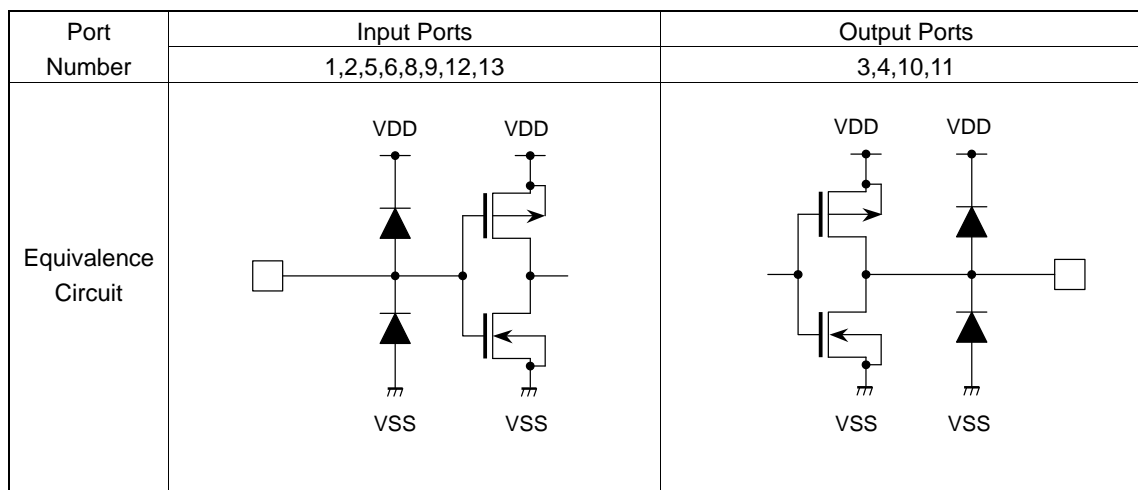 Port Number
Input Ports
Output Ports
1,2,5,6,8,9,12,13
3,4,10,11
Equivalence Circuit
VDD
VDD
VSS
VSS
VDD
VDD
VSS
VSS